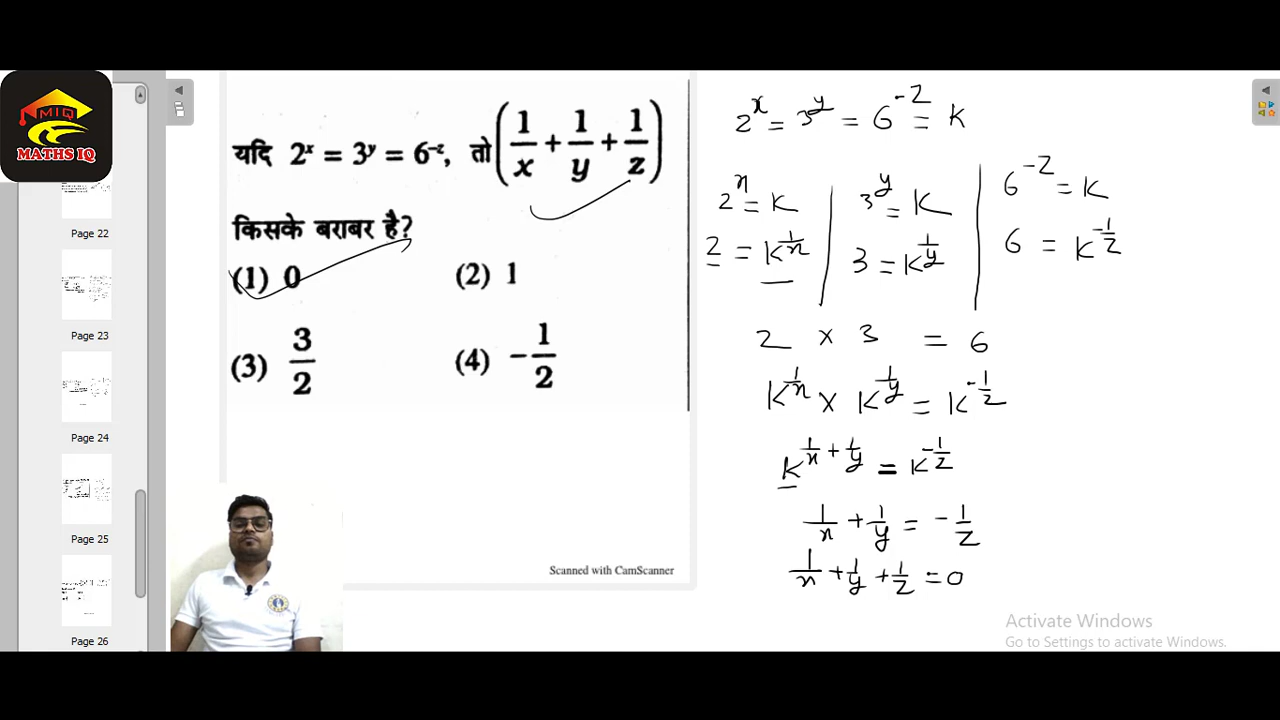 MIQ
MATHS IQ
Page 22
Page 23
Page 24
Page 25
Page 26
यदि 2ˣ = 3ʸ = 6⁻ᶻ, तो (1/x + 1/y + 1/z)
किसके बराबर है?
(1) 0 (2) 1
(3) 3/2 (4) -1/2
Scanned with CamScanner
2^x = 3^y = 6^-z = k
2^x = k | 3^y = k | 6^-z = k
2 = k^(1/x) | 3 = k^(1/y) | 6 = k^(-1/z)
2 × 3 = 6
k^(1/x) × k^(1/y) = k^(-1/z)
k^(1/x + 1/y) = k^(-1/z)
1/x + 1/y = -1/z
1/x + 1/y + 1/z = 0
Activate Windows
Go to Settings to activate Windows.